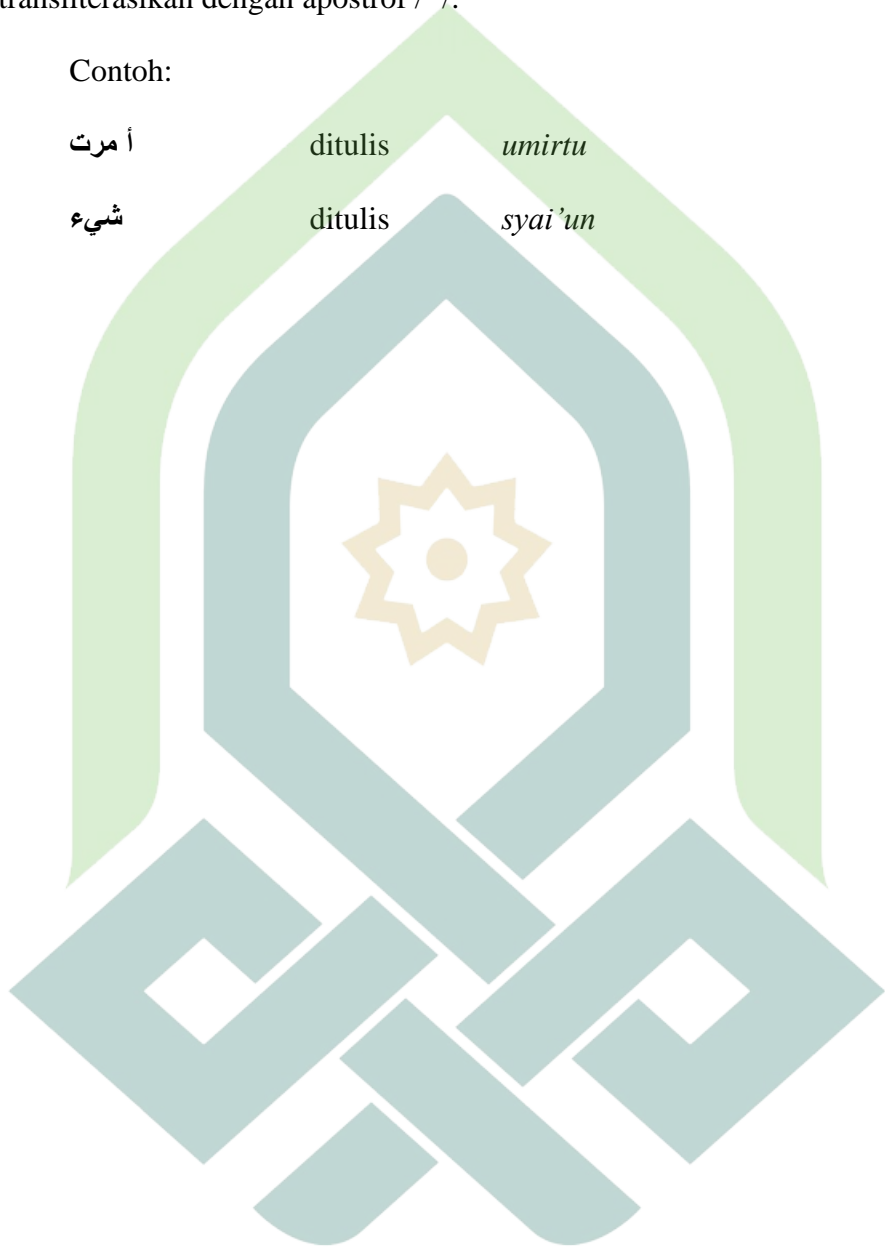 transliterasikan dengan apostrof / /.
Contoh:
أ مرت ditulis umirtu
شيء ditulis syai’un